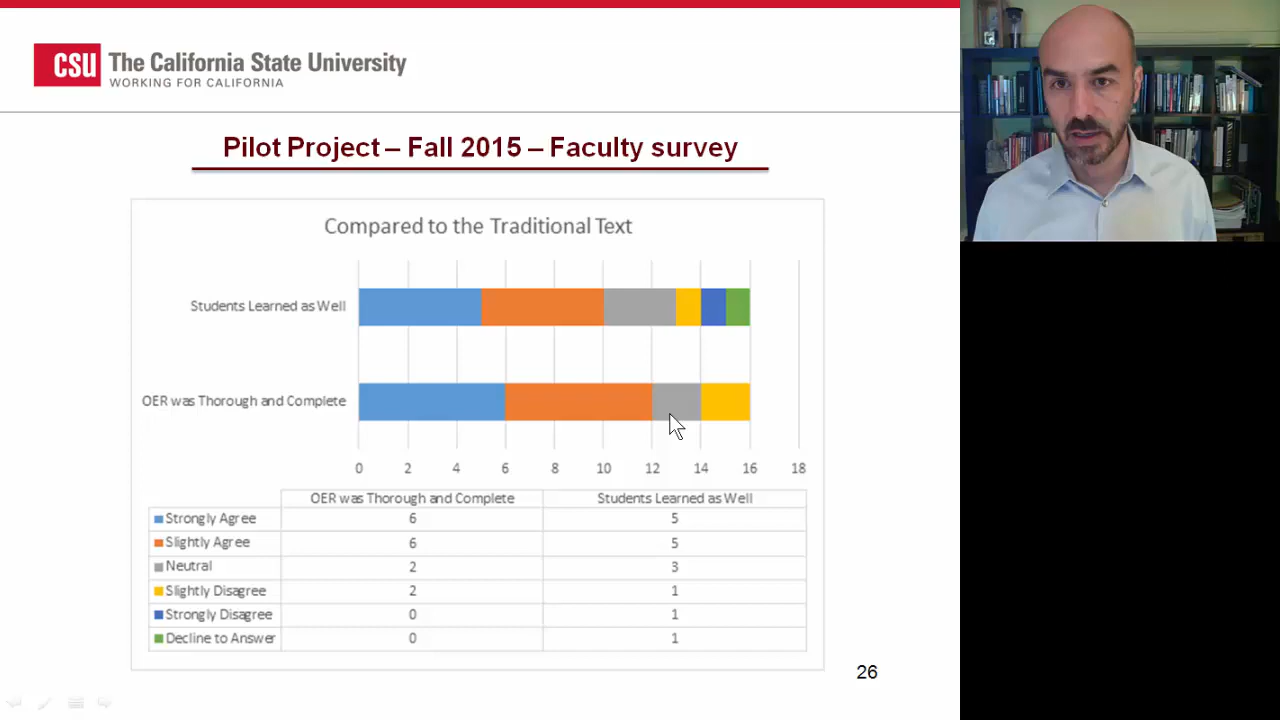 CSU The California State University
WORKING FOR CALIFORNIA
Pilot Project – Fall 2015 – Faculty survey
Compared to the Traditional Text
Students Learned as Well
OER was Thorough and Complete
0 2 4 6 8 10 12 14 16 18
OER was Thorough and Complete Students Learned as Well
Strongly Agree 6 5
Slightly Agree 6 5
Neutral 2 3
Slightly Disagree 2 1
Strongly Disagree 0 1
Decline to Answer 0 1
26